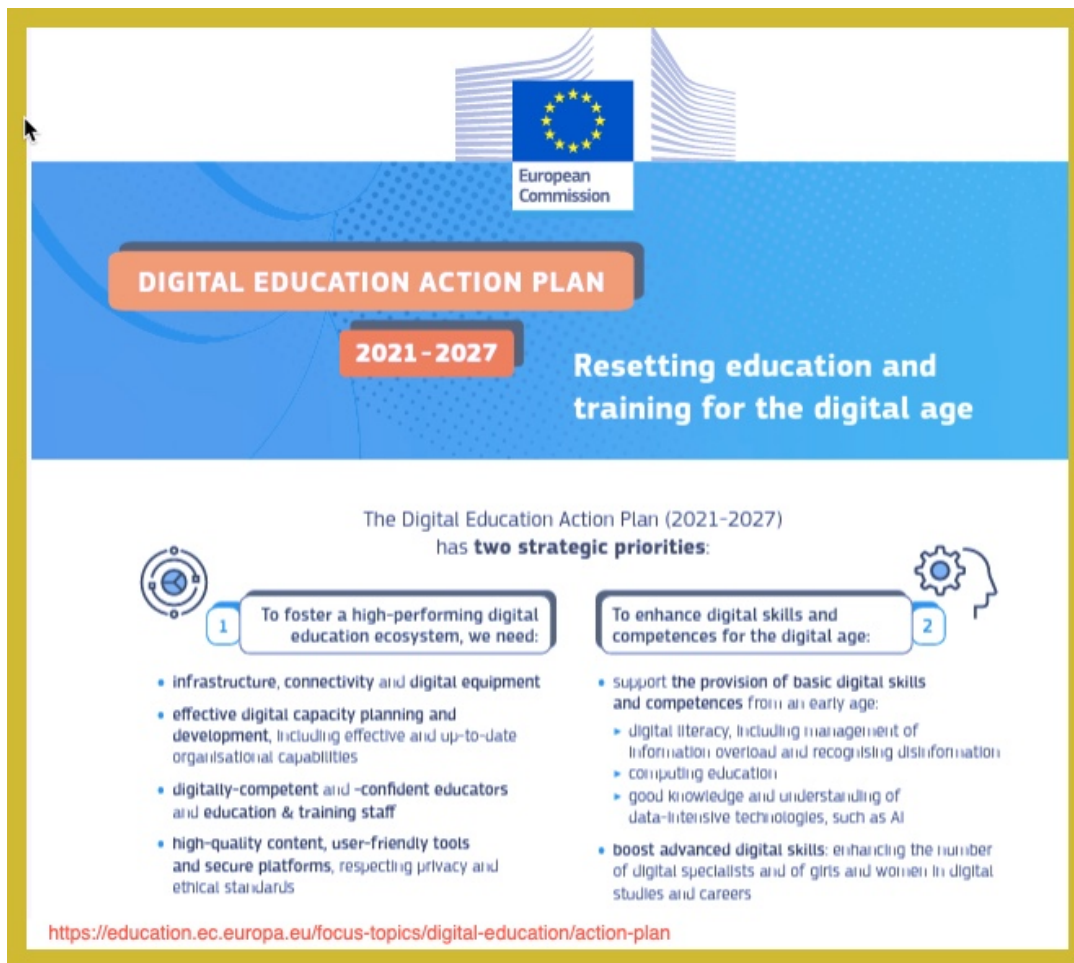 European
Commission
DIGITAL EDUCATION ACTION PLAN
2021-2027
Resetting education and
training for the digital age
The Digital Education Action Plan (2021-2027)
has two strategic priorities:
1
To foster a high-performing digital
education ecosystem, we need:
• infrastructure, connectivity and digital equipment
• effective digital capacity planning and
development, including effective and up-to-date
organisational capabilities
• digitally-competent and -confident educators
and education & training staff
• high-quality content, user-friendly tools
and secure platforms, respecting privacy and
ethical standards
To enhance digital skills and
competences for the digital age:
2
• support the provision of basic digital skills
and competences from an early age:
▸ digital literacy, including management of
information overload and recognising disinformation
▸ computing education
▸ good knowledge and understanding of
data-intensive technologies, such as AI
• boost advanced digital skills: enhancing the number
of digital specialists and of girls and women in digital
studies and careers
https://education.ec.europa.eu/focus-topics/digital-education/action-plan